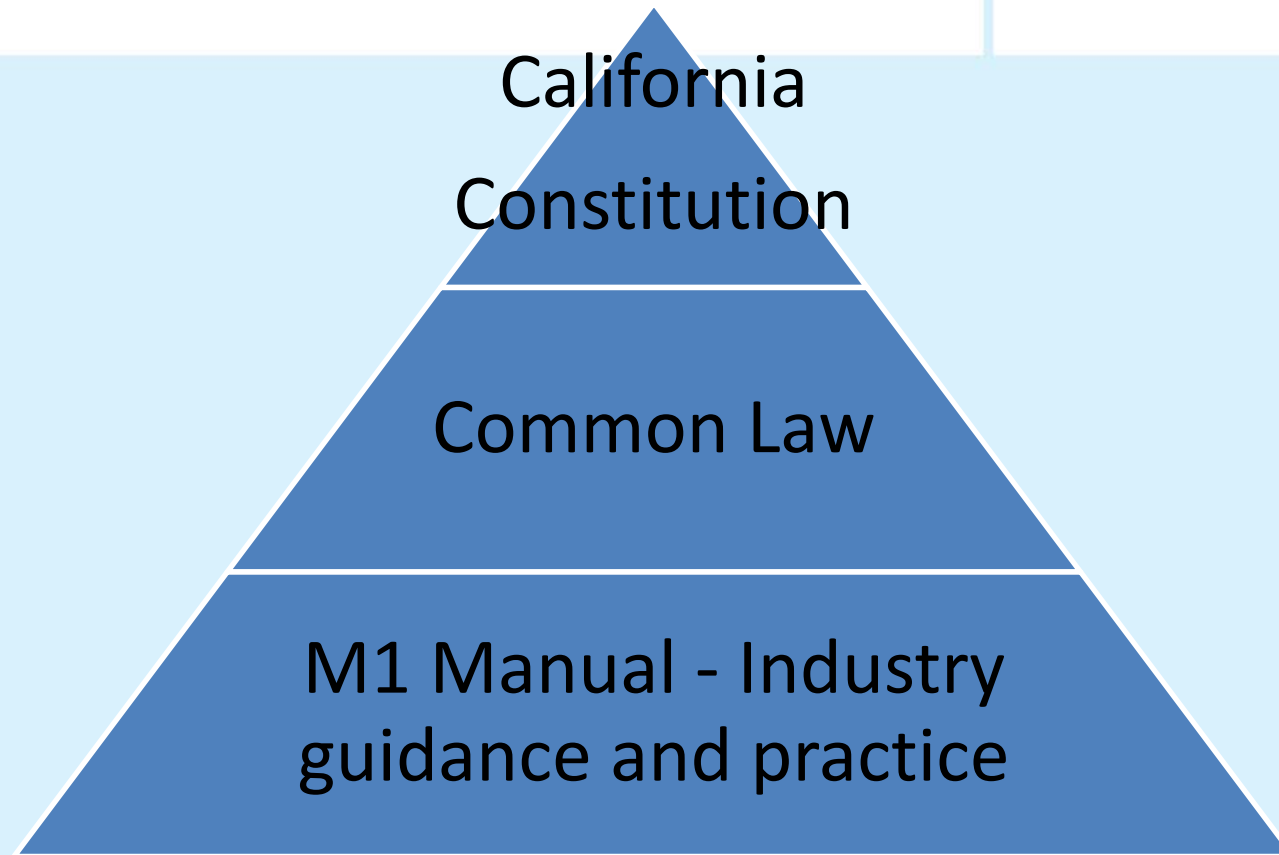 California
Constitution
Common Law
M1 Manual - Industry
guidance and practice